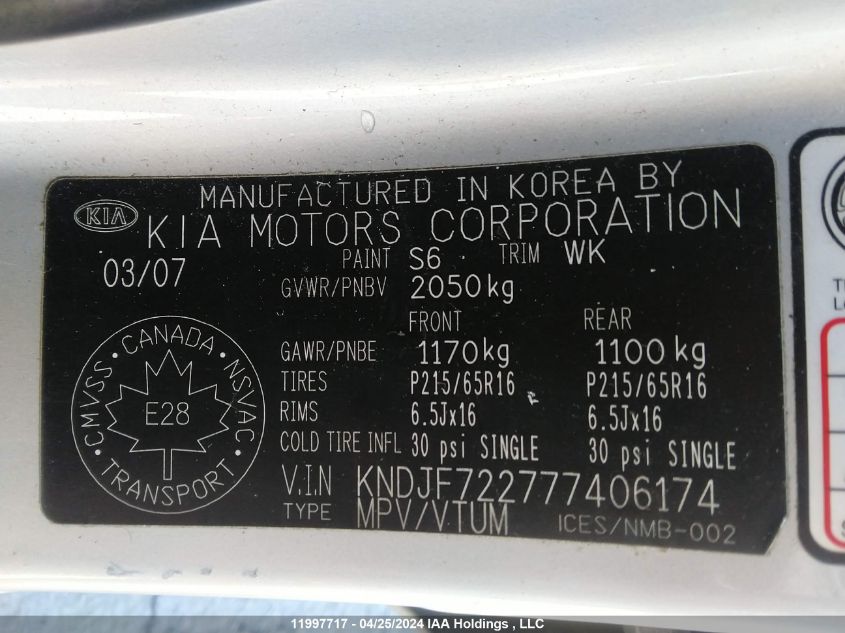 MANUFACTURED IN KOREA BY
KIA KIA MOTORS CORPORATION
03/07 PAINT S6 TRIM WK
GVWR/PNBV 2050kg
FRONT REAR
GAWR/PNBE 1170kg 1100kg
TIRES P215/65R16 P215/65R16
RIMS 6.5Jx16 6.5Jx16
COLD TIRE INFL 30 psi SINGLE 30 psi SINGLE
V.I.N KNDJF722777406174
TYPE MPV/VTUM ICES/NMB-002
CANADA • NSVAC • TRANSPORT • CMVSS •
E28
11997717 - 04/25/2024 IAA Holdings , LLC